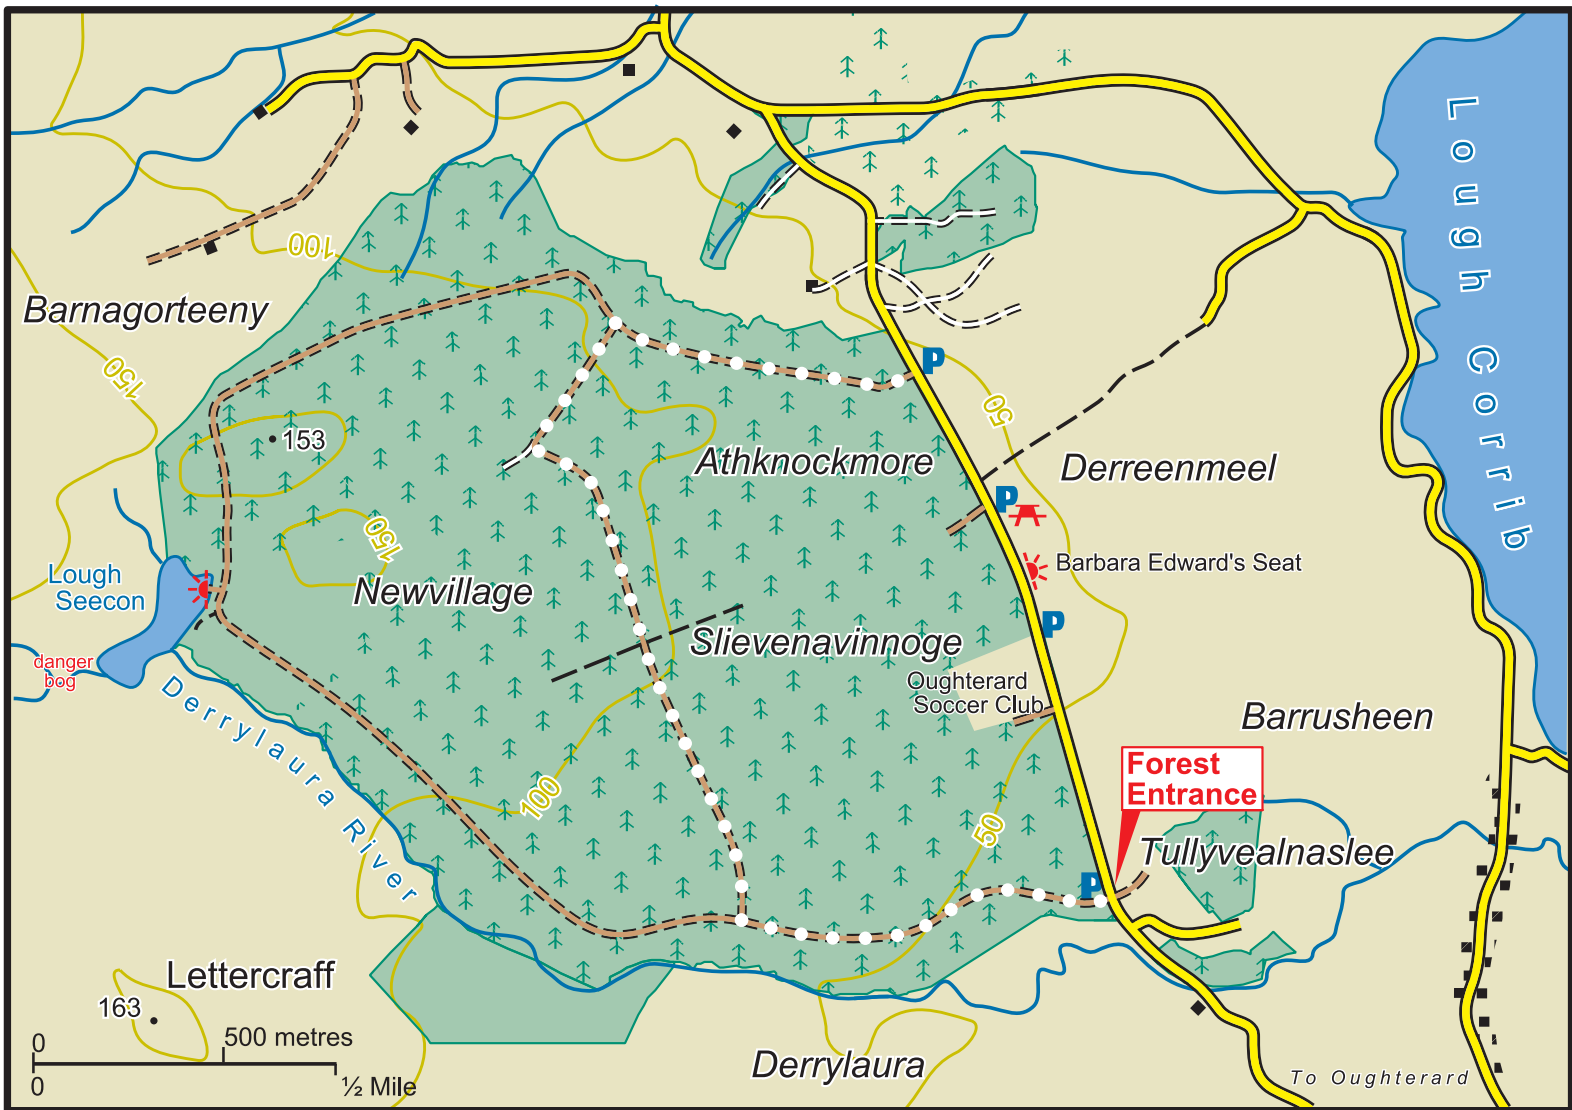 Lough Corrib
100
Barnagorteeny
150
P
50
153
Athknockmore
Derreenmeel
P
150
Barbara Edward's Seat
Lough
Seecon
Newvillage
P
Slievenavinnoge
danger
bog
Oughterard
Soccer Club
Derrylaura River
Barrusheen
Forest
Entrance
100
50
Tullyvealnaslee
P
Lettercraff
163
0
500 metres
0
½ Mile
Derrylaura
To Oughterard